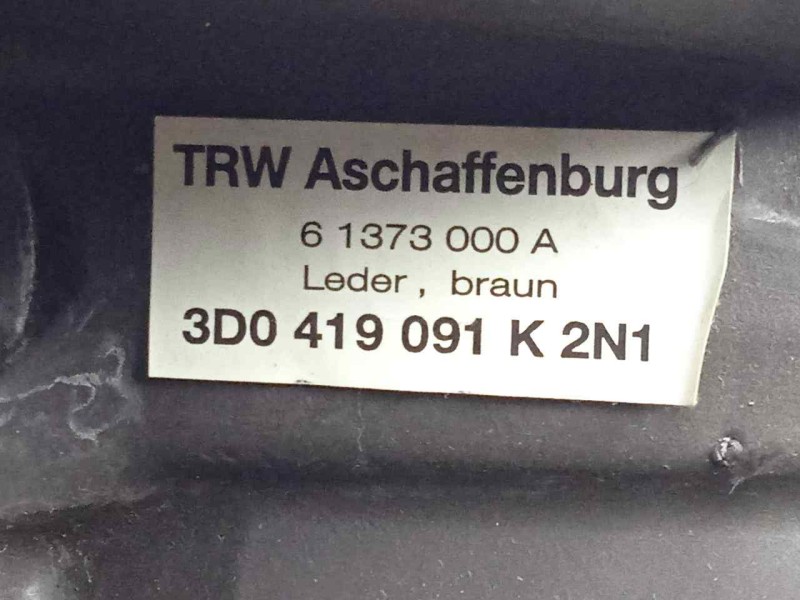 TRW Aschaffenburg
6 1373 000 A
Leder, braun
3D0 419 091 K 2N1